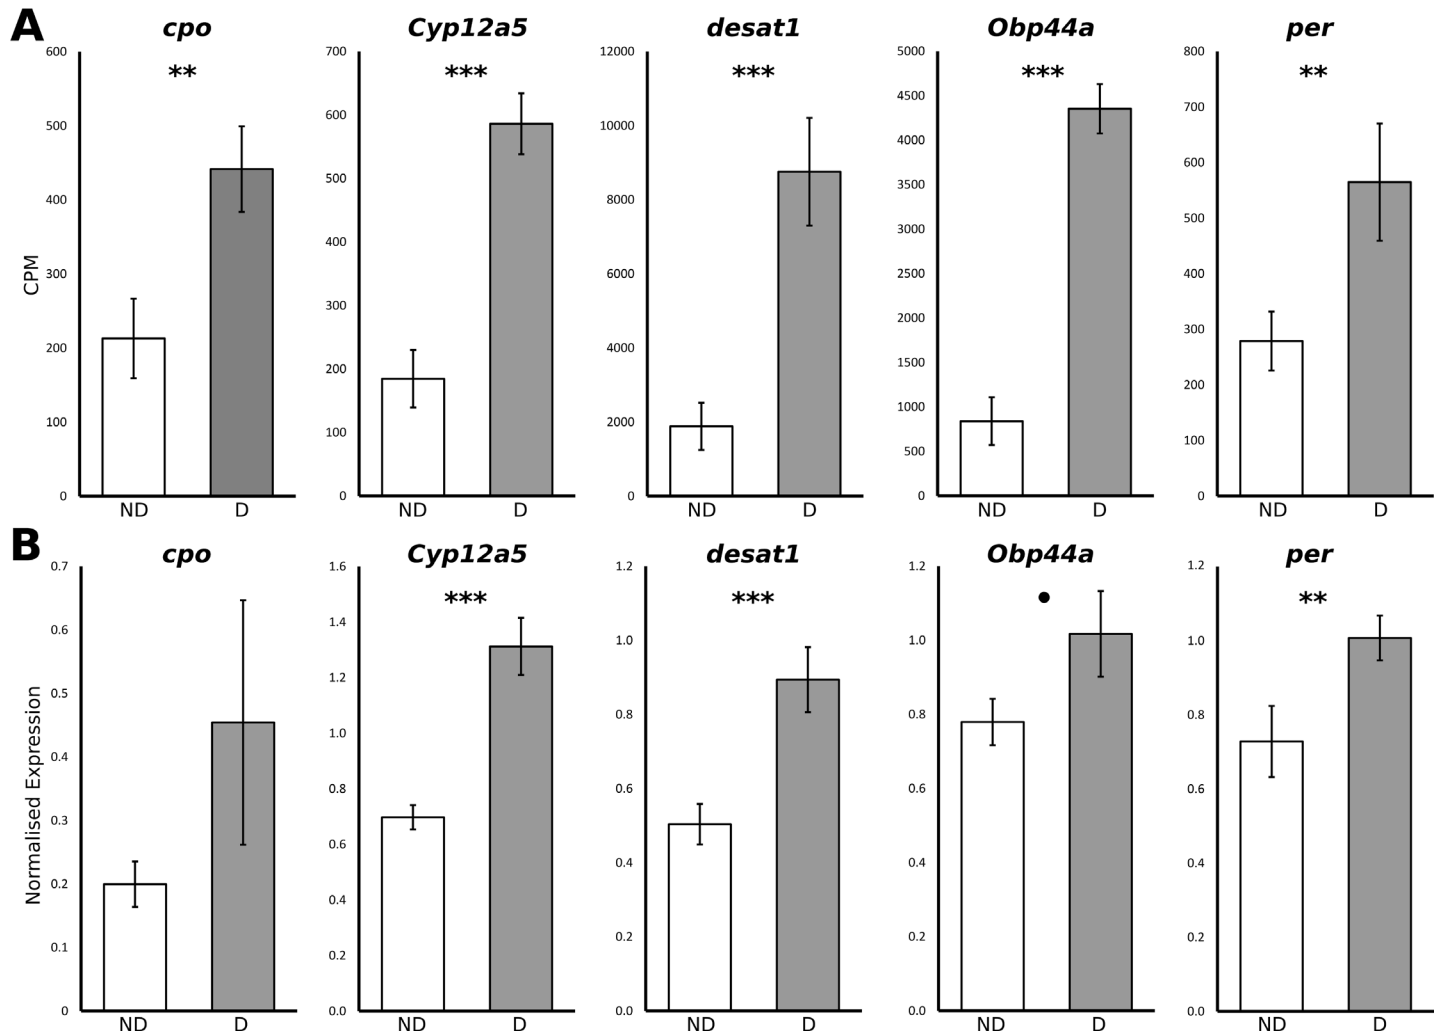 A
cpo Cyp12a5 desat1 Obp44a per
** *** *** *** **
CPM
600 500 400 300 200 100 0
700 600 500 400 300 200 100 0
12000 10000 8000 6000 4000 2000 0
5000 4500 4000 3500 3000 2500 2000 1500 1000 500 0
800 700 600 500 400 300 200 100 0
ND D ND D ND D ND D ND D
B
cpo Cyp12a5 desat1 Obp44a per
*** *** • **
Normalised Expression
0.7 0.6 0.5 0.4 0.3 0.2 0.1 0
1.6 1.4 1.2 1.0 0.8 0.6 0.4 0.2 0.0
1.2 1.0 0.8 0.6 0.4 0.2 0.0
1.2 1.0 0.8 0.6 0.4 0.2 0.0
1.2 1.0 0.8 0.6 0.4 0.2 0.0
ND D ND D ND D ND D ND D